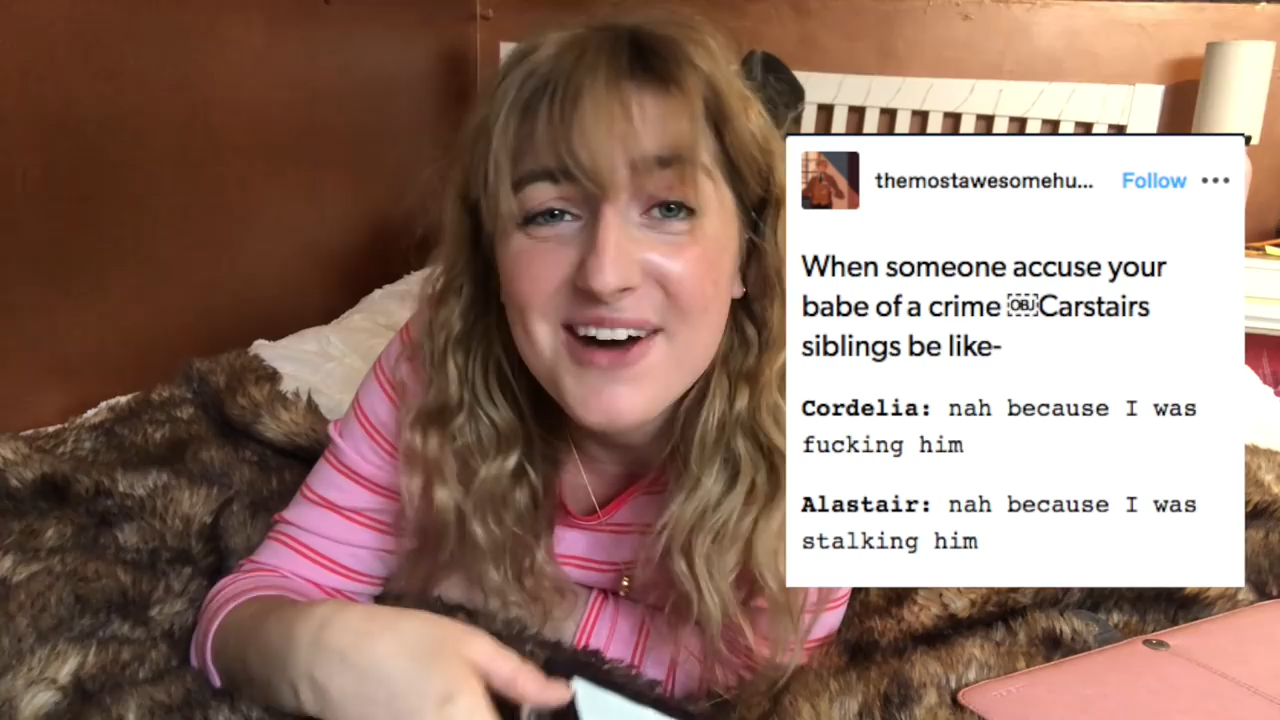 themostawesomehu... Follow
When someone accuse your
babe of a crime OBJCarstairs
siblings be like-
Cordelia: nah because I was
fucking him
Alastair: nah because I was
stalking him